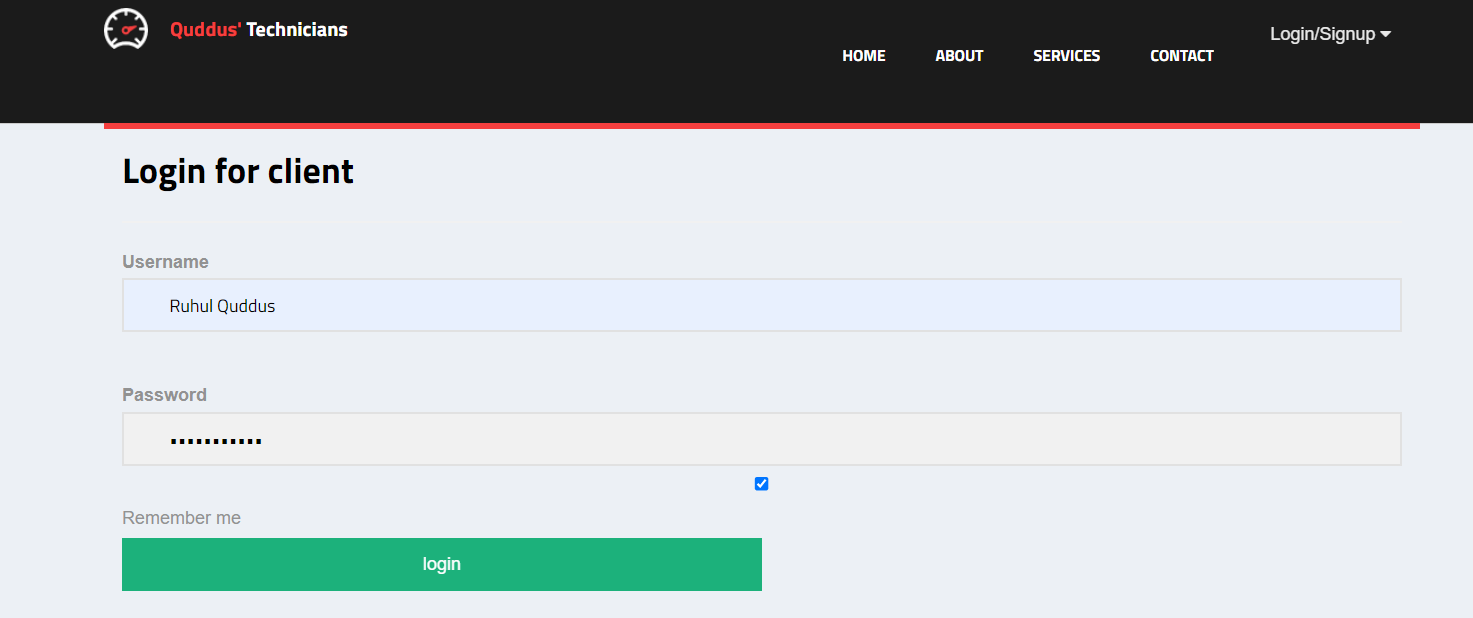 Quddus' Technicians
HOME ABOUT SERVICES CONTACT
Login/Signup
Login for client
Username
Ruhul Quddus
Password
Remember me
login